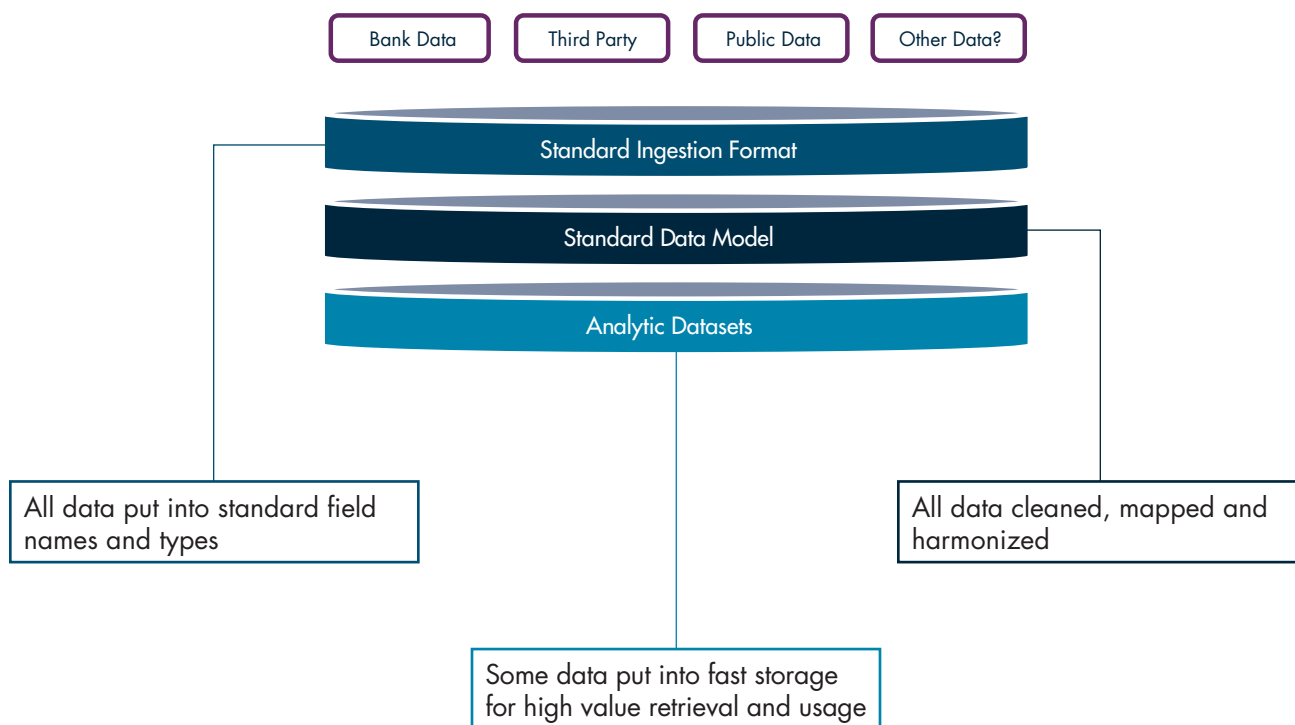 Bank Data
Third Party
Public Data
Other Data?
Standard Ingestion Format
Standard Data Model
Analytic Datasets
All data put into standard field
names and types
All data cleaned, mapped and
harmonized
Some data put into fast storage
for high value retrieval and usage